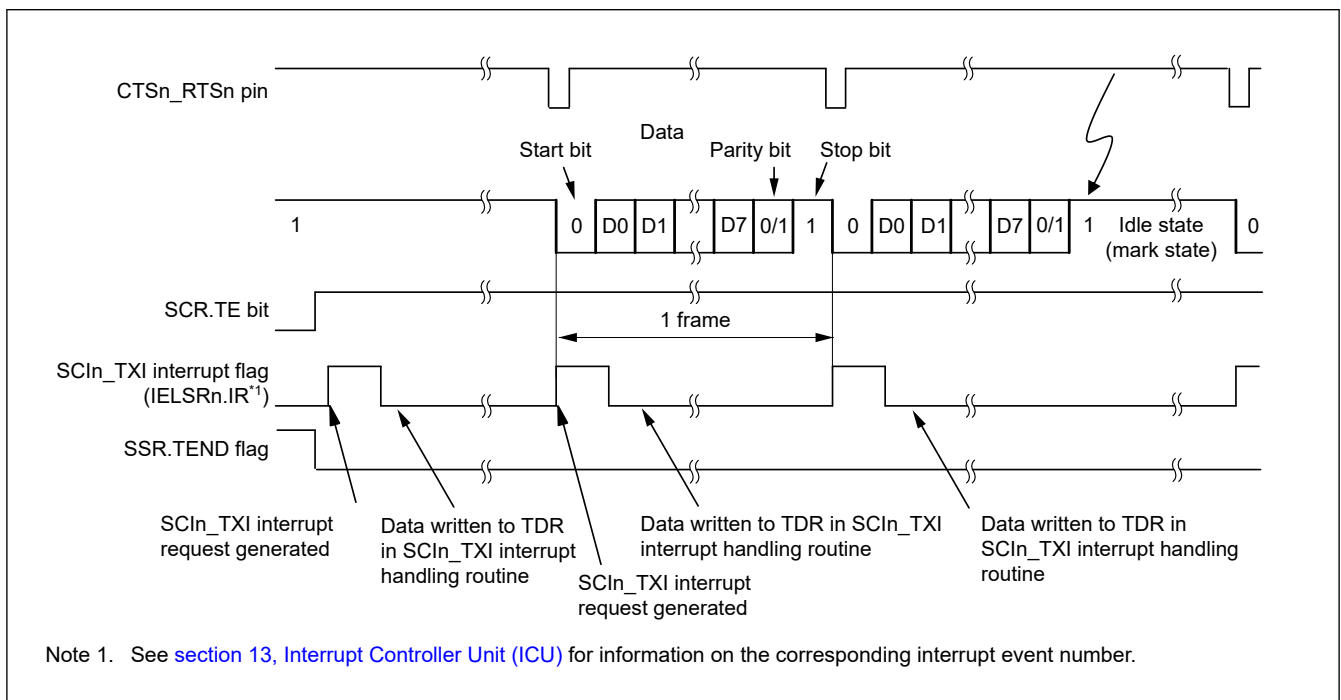 CTSn_RTSn pin
Data
Start bit
Parity bit
Stop bit
1
0
D0
D1
D7
0/1
1
0
D0
D1
D7
0/1
1
Idle state
(mark state)
0
SCR.TE bit
1 frame
SCIn_TXI interrupt flag
(IELSRn.IR*1)
SSR.TEND flag
SCIn_TXI interrupt
request generated
Data written to TDR
in SCIn_TXI interrupt
handling routine
SCIn_TXI interrupt
request generated
Data written to TDR in SCIn_TXI
interrupt handling routine
Data written to TDR in
SCIn_TXI interrupt handling
routine
Note 1. See section 13, Interrupt Controller Unit (ICU) for information on the corresponding interrupt event number.